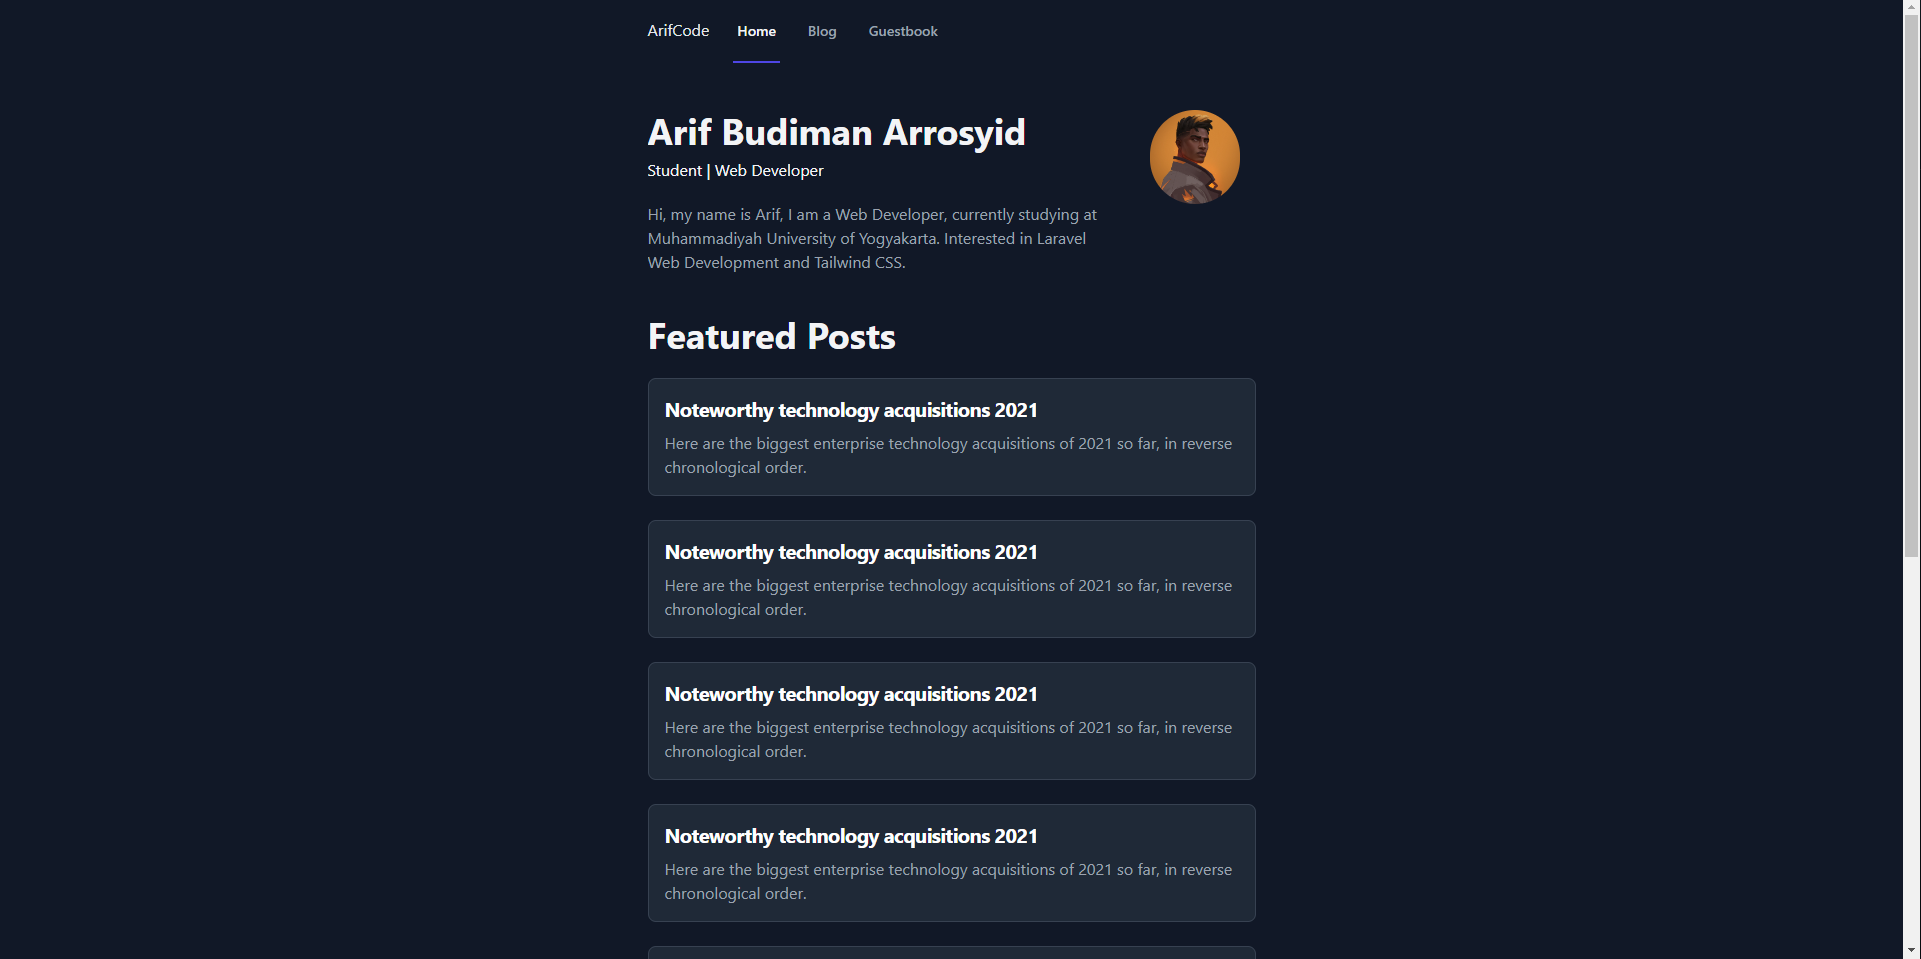 ArifCode Home Blog Guestbook
Arif Budiman Arrosyid
Student | Web Developer
Hi, my name is Arif, I am a Web Developer, currently studying at
Muhammadiyah University of Yogyakarta. Interested in Laravel
Web Development and Tailwind CSS.
Featured Posts
Noteworthy technology acquisitions 2021
Here are the biggest enterprise technology acquisitions of 2021 so far, in reverse
chronological order.
Noteworthy technology acquisitions 2021
Here are the biggest enterprise technology acquisitions of 2021 so far, in reverse
chronological order.
Noteworthy technology acquisitions 2021
Here are the biggest enterprise technology acquisitions of 2021 so far, in reverse
chronological order.
Noteworthy technology acquisitions 2021
Here are the biggest enterprise technology acquisitions of 2021 so far, in reverse
chronological order.